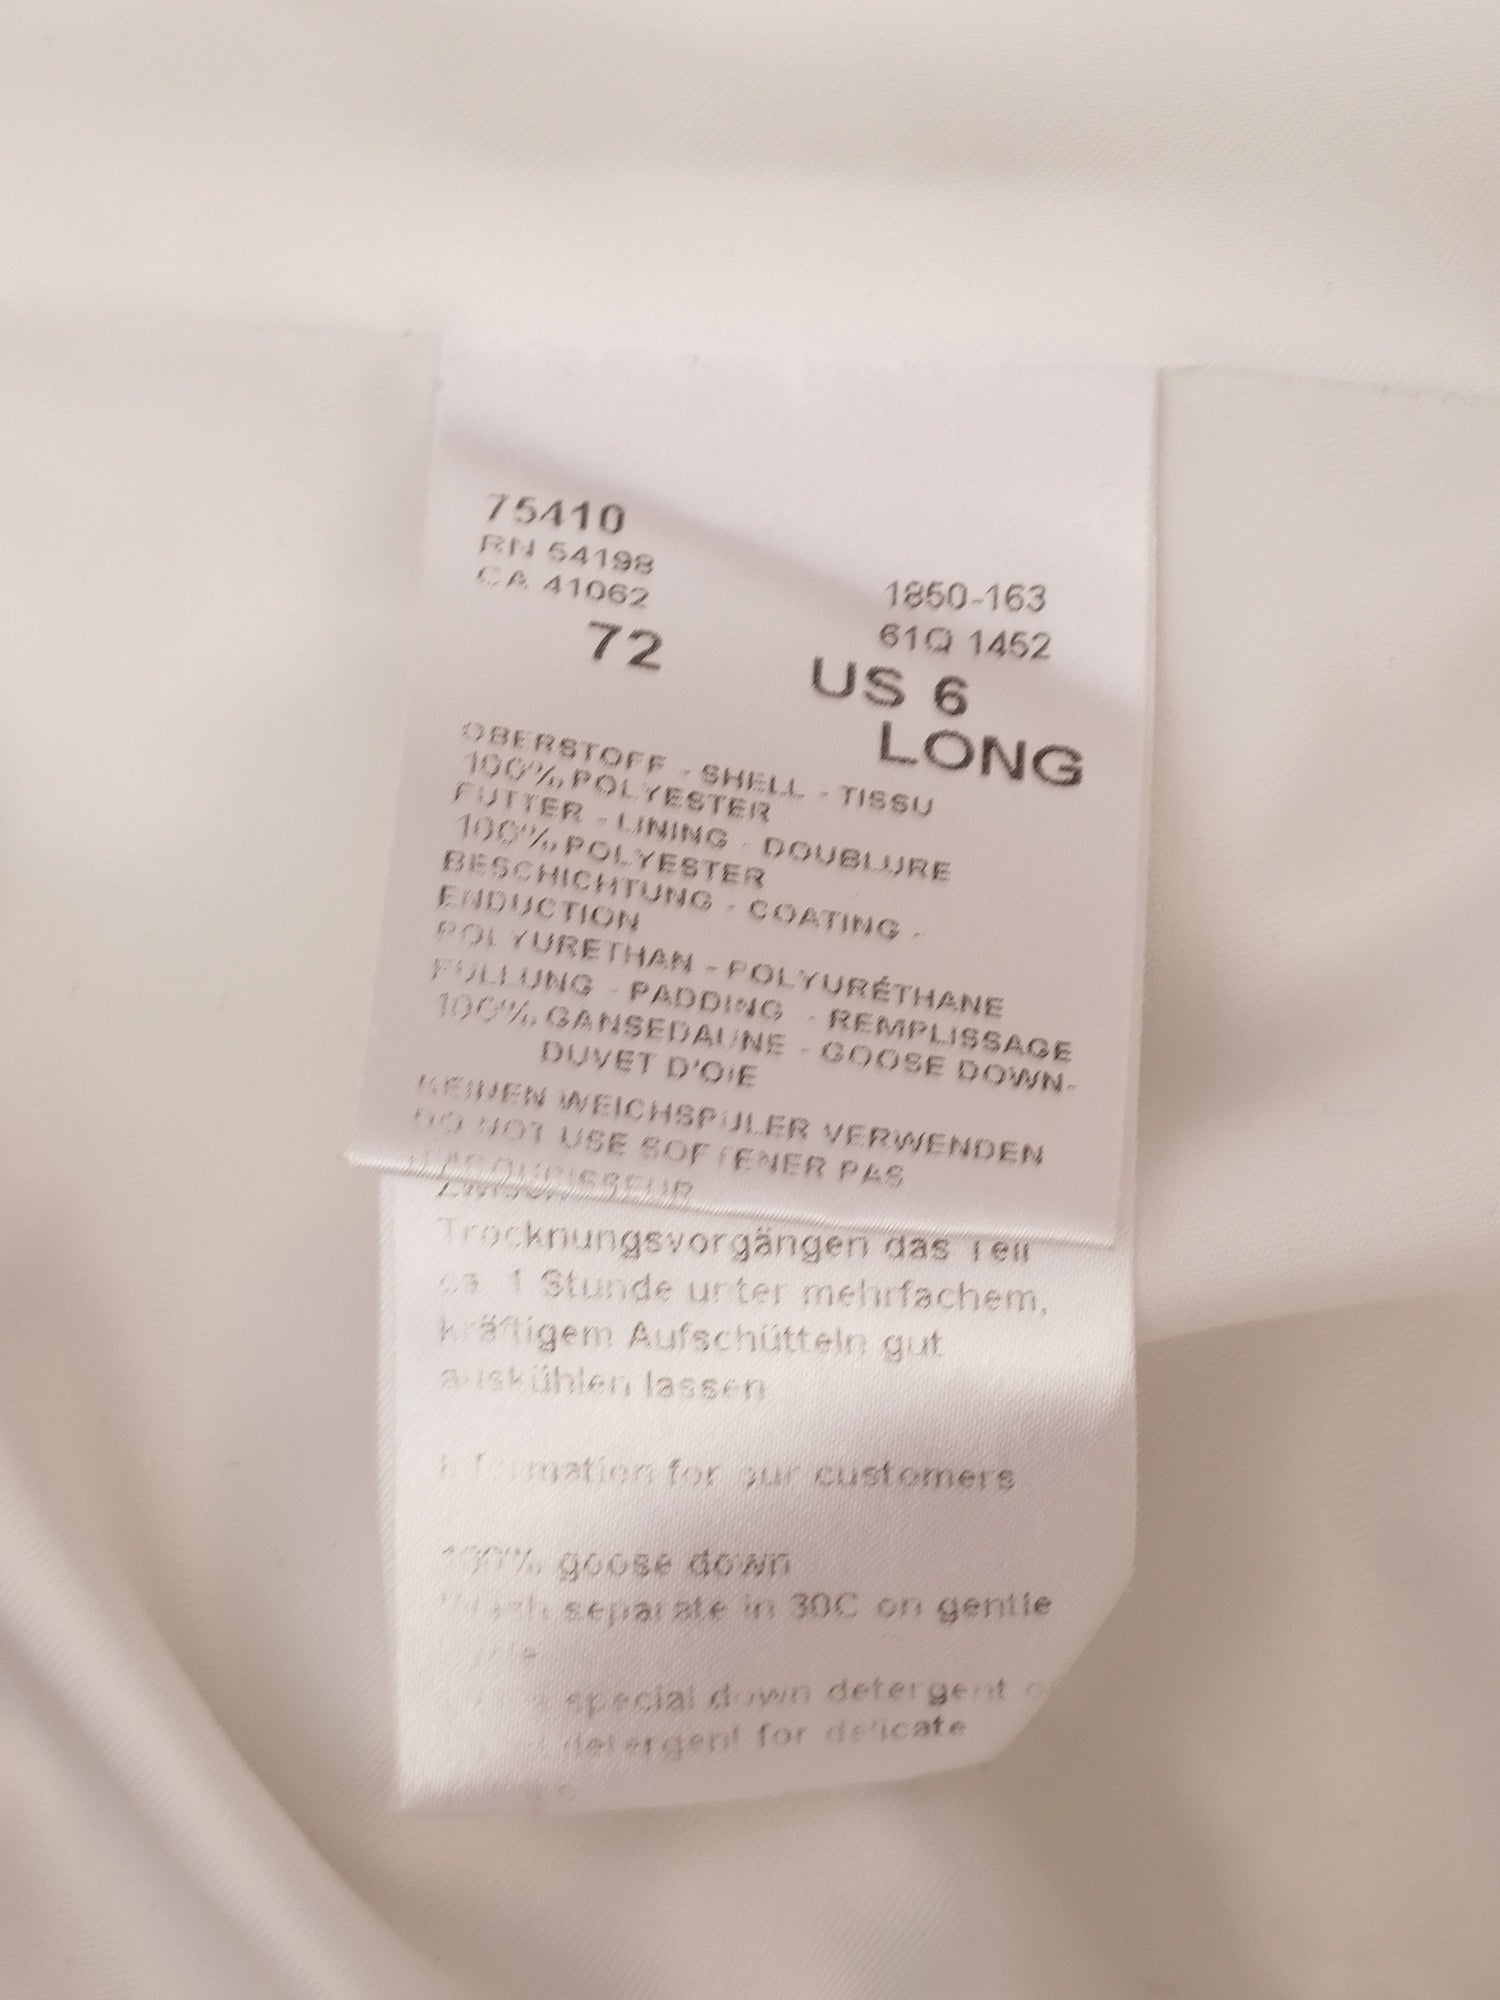 75410
RN 54198
CA 41062
1850-163
61Q 1452
72
US 6
LONG
OBERSTOFF - SHELL - TISSU
100% POLYESTER
FUTTER - LINING - DOUBLURE
100% POLYESTER
BESCHICHTUNG - COATING -
ENDUCTION
POLYURETHAN - POLYURÉTHANE
FÜLLUNG - PADDING - REMPLISSAGE
100% GANSEDAUNE - GOOSE DOWN-
DUVET D'OIE
KEINEN WEICHSPÜLER VERWENDEN
DO NOT USE SOFTENER PAS
Trocknungsvorgängen das Teil
ca. 1 Stunde unter mehrfachem,
kräftigem Aufschütteln gut
auskühlen lassen
Information for our customers
100% goose down
Wash separate in 30C on gentle
special down detergent
detergent for delicate